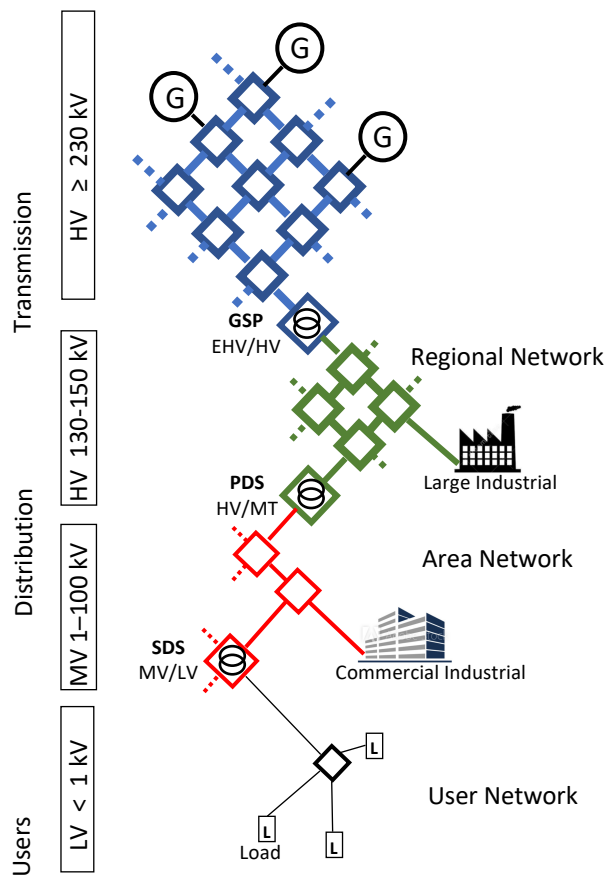 G
G
G
Transmission
HV ≥ 230 kV
GSP
EHV/HV
Regional Network
HV 130-150 kV
Large Industrial
PDS
HV/MT
Distribution
Area Network
MV 1–100 kV
SDS
MV/LV
Commercial Industrial
Users
LV < 1 kV
L
User Network
L
L
Load